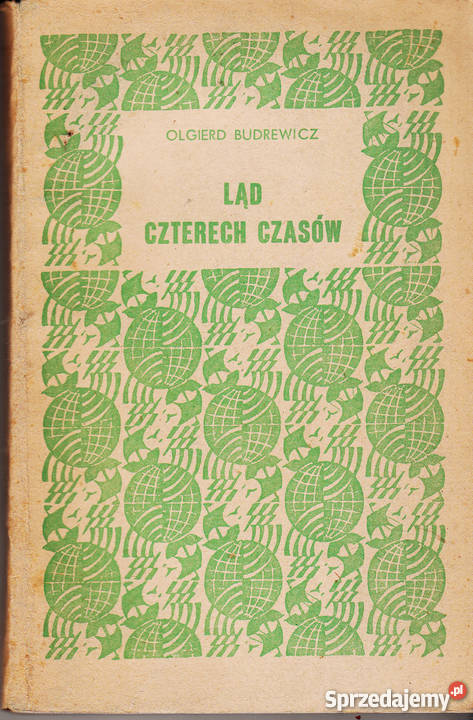 OLGIERD BUDREWICZ
LĄD
CZTERECH CZASÓW
Sprzedajemy.pl